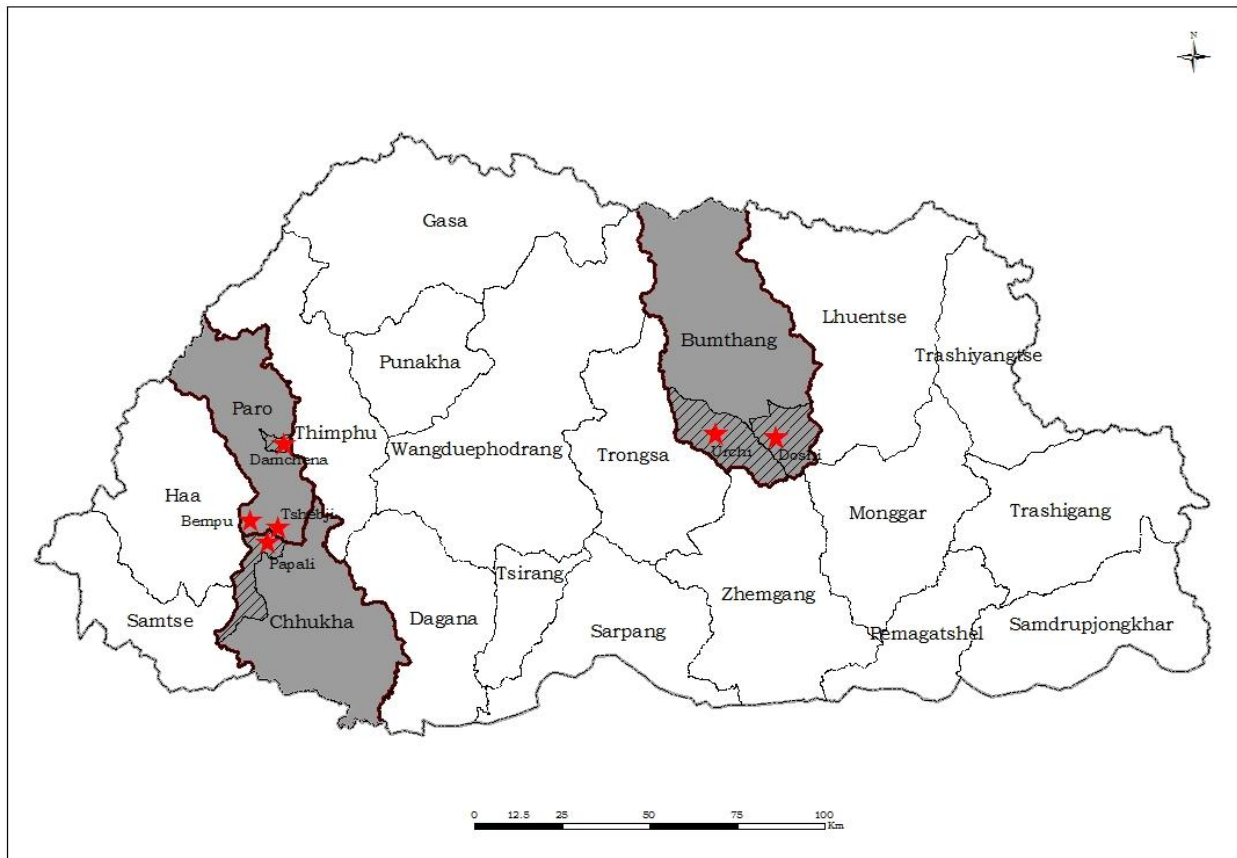 N
Gasa
Lhuentse
Bumthang
Trashiyangtse
Punakha
Paro
Thimphu
Wangduephodrang
Trongsa
Urchi
Doshi
Damchena
Haa
Bempu
Tshebji
Monggar
Trashigang
Papali
Tsirang
Zhemgang
Samtse
Chhukha
Dagana
Sarpang
Pemagatshel
Samdrupjongkhar
0 12.5 25 50 75 100
Km